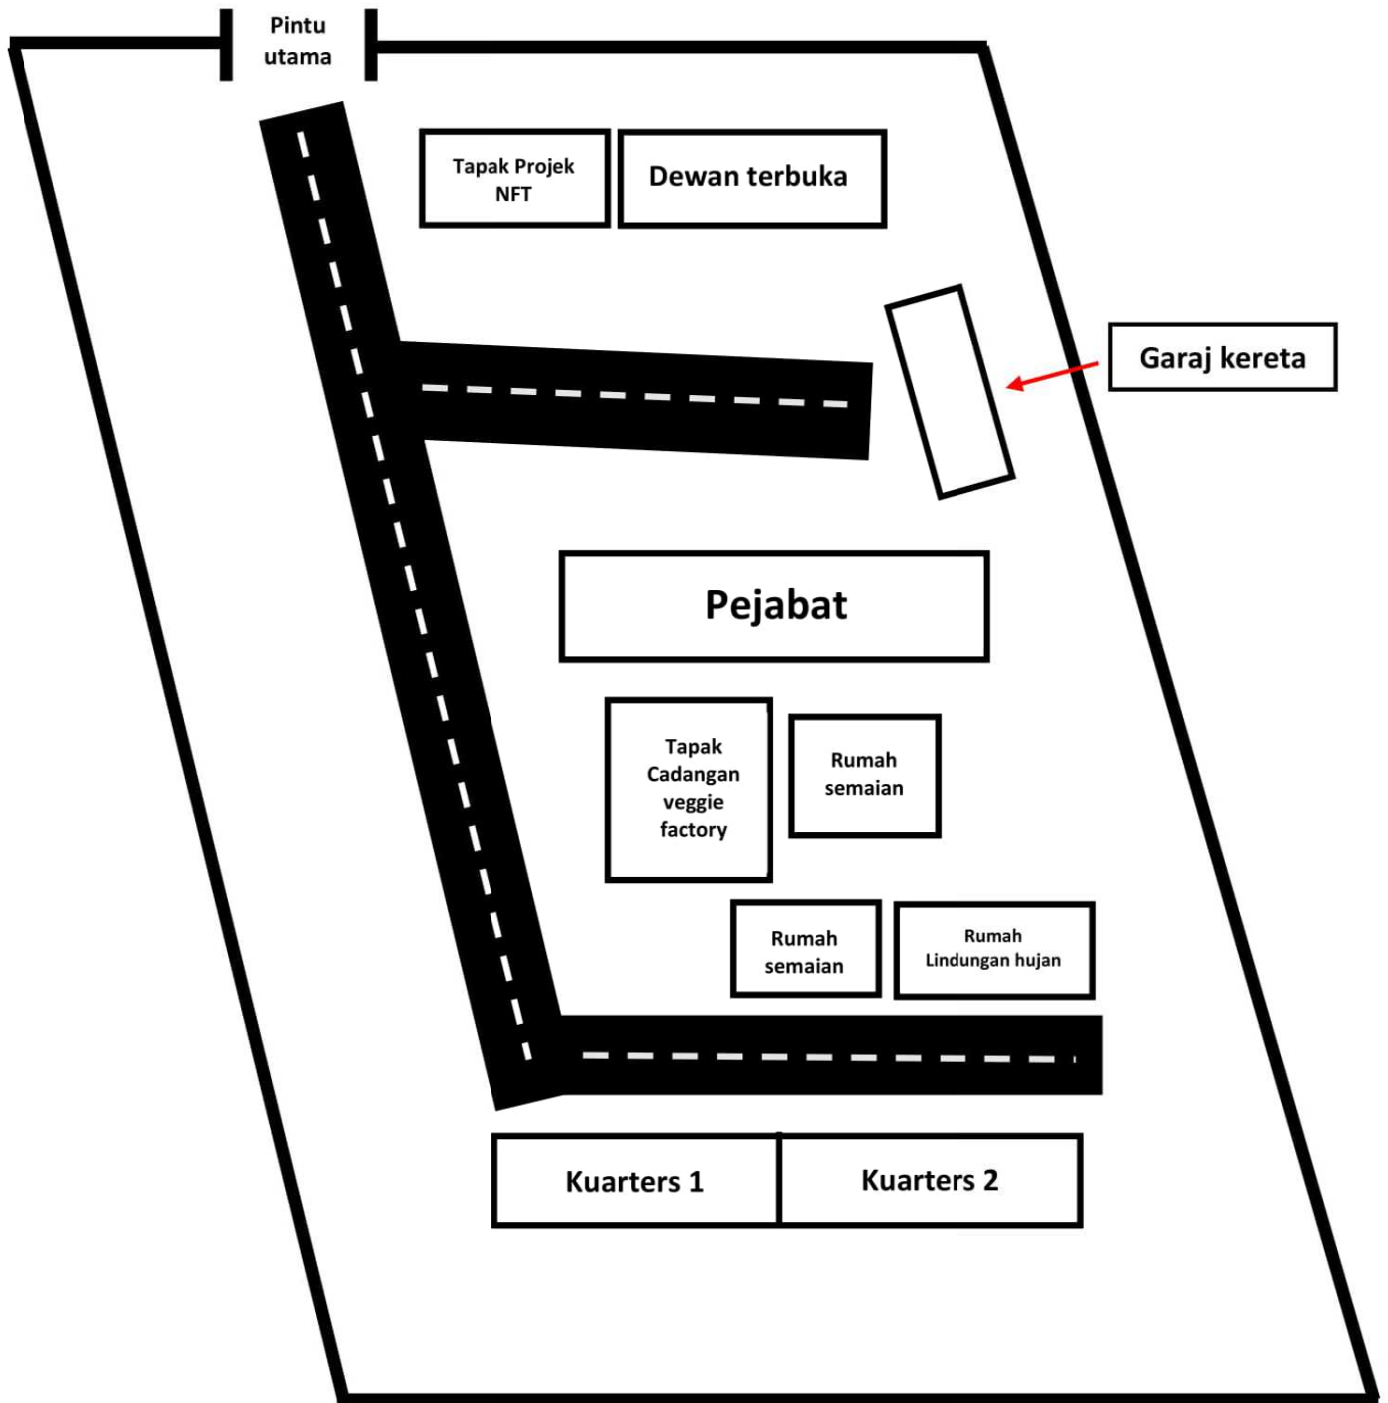 Pintu
utama
Tapak Projek
NFT
Dewan terbuka
Garaj kereta
Pejabat
Tapak
Cadangan
veggie
factory
Rumah
semaian
Rumah
semaian
Rumah
Lindungan hujan
Kuarters 1
Kuarters 2